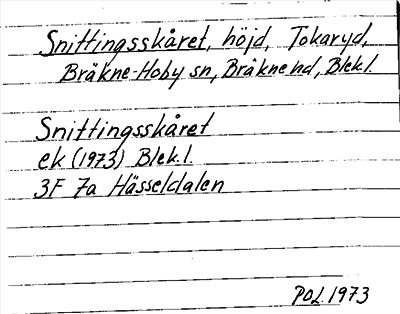 Snittingsskåret, höjd, Tokaryd,
Bräkne-Hoby sn, Bräkne hd, Blek.l.
Snittingsskåret
ek (1973) Blek.l.
3F 7a Hässeldalen
POL 1973